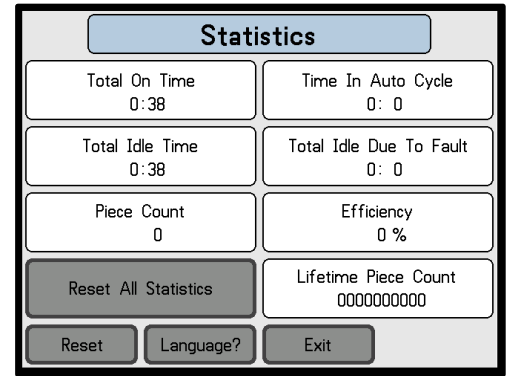 Statistics
Total On Time
0:38
Time In Auto Cycle
0: 0
Total Idle Time
0:38
Total Idle Due To Fault
0: 0
Piece Count
0
Efficiency
0 %
Reset All Statistics
Lifetime Piece Count
0000000000
Reset
Language?
Exit